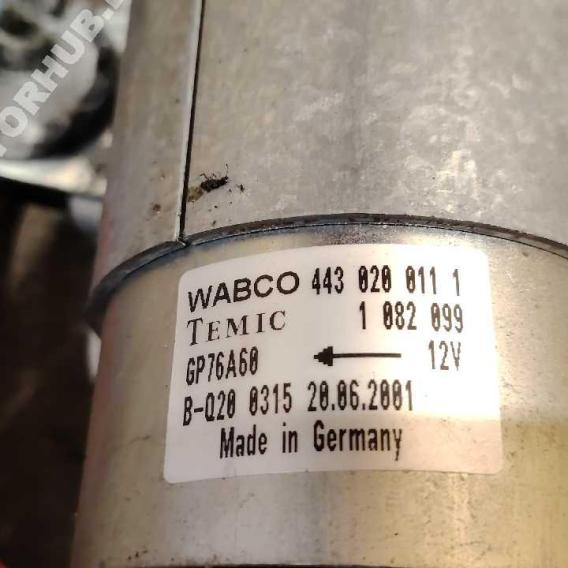 WABCO 443 020 011 1
TEMIC 1 082 099
GP76A60 12V
B-Q20 0315 20.06.2001
Made in Germany